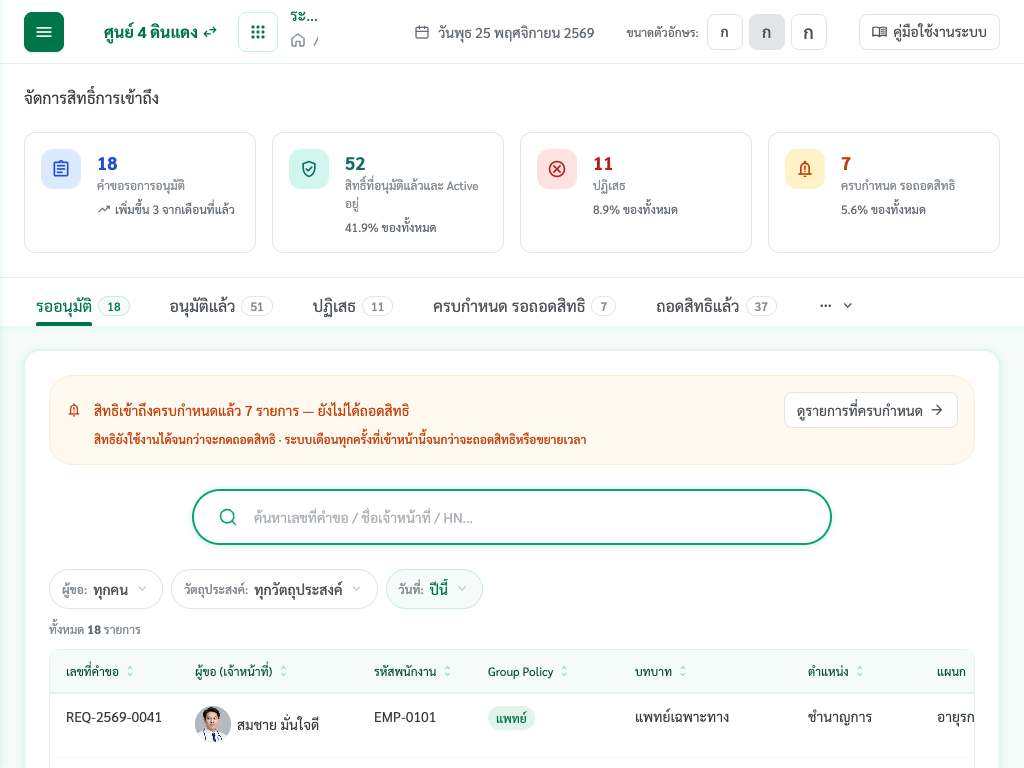 ศูนย์ 4 ดินแดง
ระ...
/
วันพุธ 25 พฤศจิกายน 2569
ขนาดตัวอักษร:
ก
ก
ก
คู่มือใช้งานระบบ
จัดการสิทธิ์การเข้าถึง
18
คำขอรอการอนุมัติ
เพิ่มขึ้น 3 จากเดือนที่แล้ว
52
สิทธิ์ที่อนุมัติแล้วและ Active
อยู่
41.9% ของทั้งหมด
11
ปฏิเสธ
8.9% ของทั้งหมด
7
ครบกำหนด รอถอดสิทธิ
5.6% ของทั้งหมด
รออนุมัติ 18
อนุมัติแล้ว 51
ปฏิเสธ 11
ครบกำหนด รอถอดสิทธิ 7
ถอดสิทธิแล้ว 37
...
สิทธิเข้าถึงครบกำหนดแล้ว 7 รายการ — ยังไม่ได้ถอดสิทธิ
สิทธิยังใช้งานได้จนกว่าจะกดถอดสิทธิ · ระบบเตือนทุกครั้งที่เข้าหน้านี้จนกว่าจะถอดสิทธิหรือขยายเวลา
ดูรายการที่ครบกำหนด
ค้นหาเลขที่คำขอ / ชื่อเจ้าหน้าที่ / HN...
ผู้ขอ: ทุกคน
วัตถุประสงค์: ทุกวัตถุประสงค์
วันที่: ปีนี้
ทั้งหมด 18 รายการ
เลขที่คำขอ ผู้ขอ (เจ้าหน้าที่) รหัสพนักงาน Group Policy บทบาท ตำแหน่ง แผนก
REQ-2569-0041 สมชาย มั่นใจดี EMP-0101 แพทย์ แพทย์เฉพาะทาง ชำนาญการ อายุรก